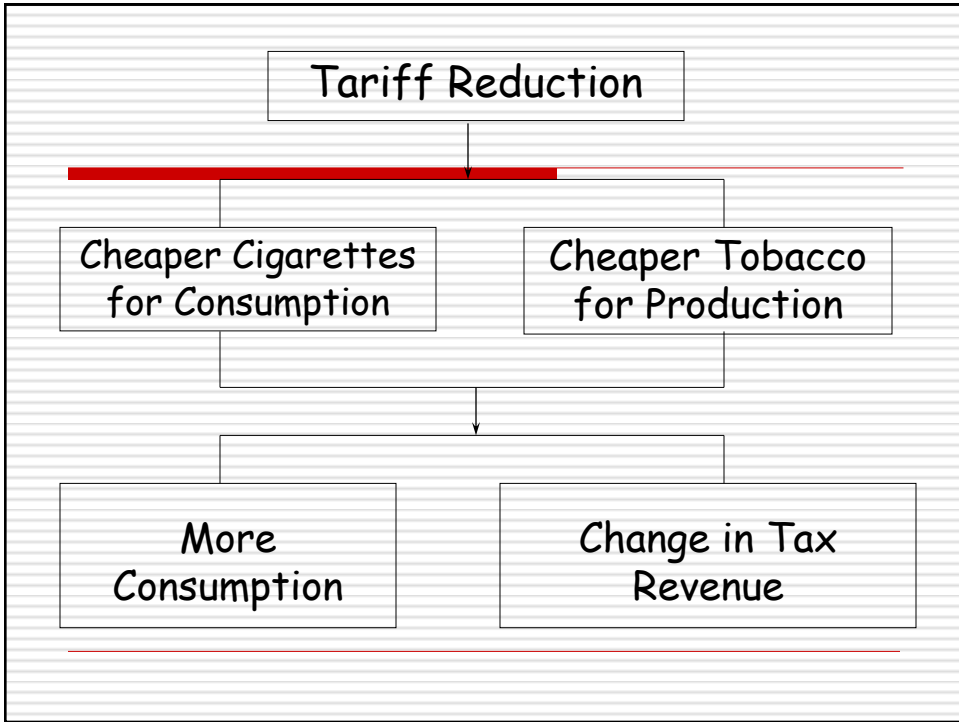 Tariff Reduction
Cheaper Cigarettes
for Consumption
Cheaper Tobacco
for Production
More
Consumption
Change in Tax
Revenue